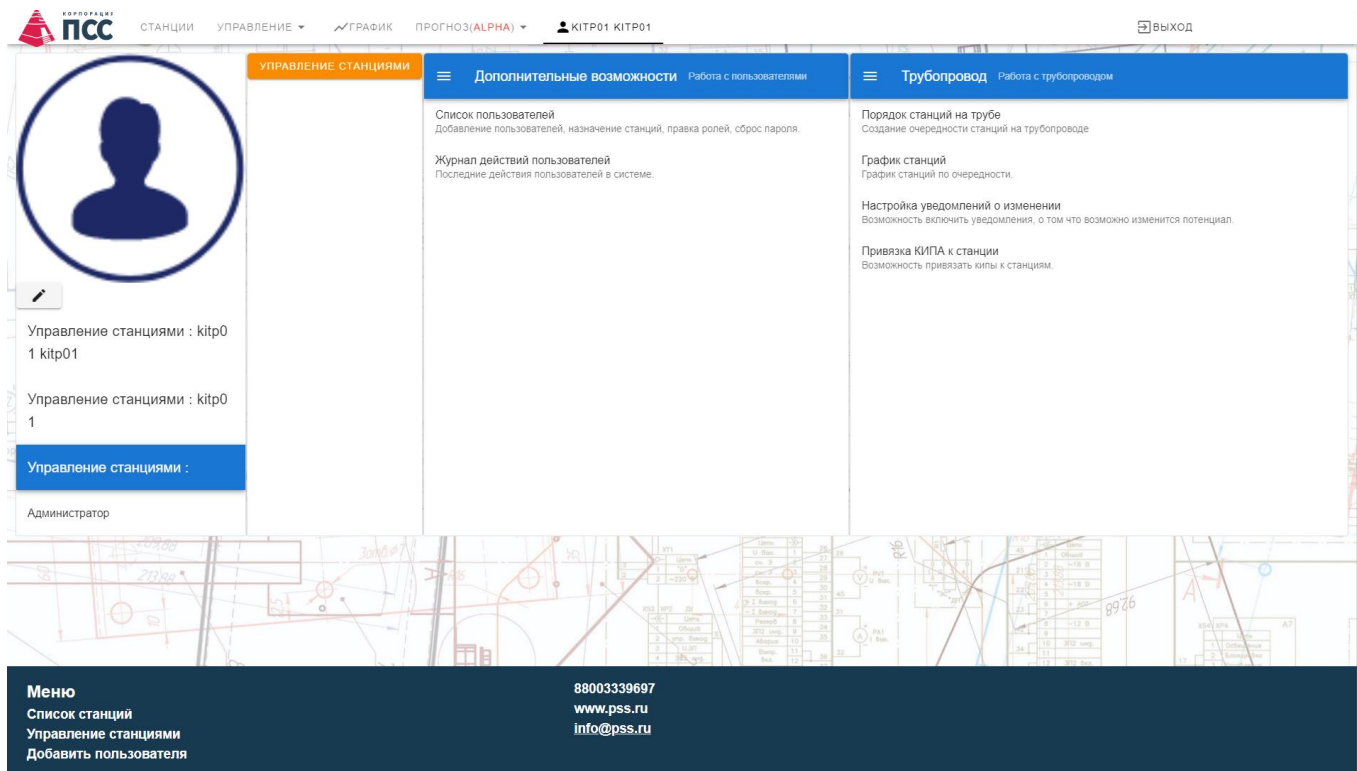 КОРПОРАЦИЯ
ПСС
СТАНЦИИ УПРАВЛЕНИЕ ГРАФИК ПРОГНОЗ(ALPHA) KITP01 KITP01 ВЫХОД
УПРАВЛЕНИЕ СТАНЦИЯМИ
Дополнительные возможности Работа с пользователями
Список пользователей
Добавление пользователей, назначение станций, правка ролей, сброс пароля.
Журнал действий пользователей
Последние действия пользователей в системе.
Трубопровод Работа с трубопроводом
Порядок станций на трубе
Создание очередности станций на трубопроводе
График станций
График станций по очередности.
Настройка уведомлений о изменении
Возможность включить уведомления, о том что возможно изменится потенциал.
Привязка КИПА к станции
Возможность привязать кипы к станциям.
Управление станциями : kitp0
1 kitp01
Управление станциями : kitp0
1
Управление станциями :
Администратор
Меню
Список станций
Управление станциями
Добавить пользователя
88003339697
www.pss.ru
info@pss.ru